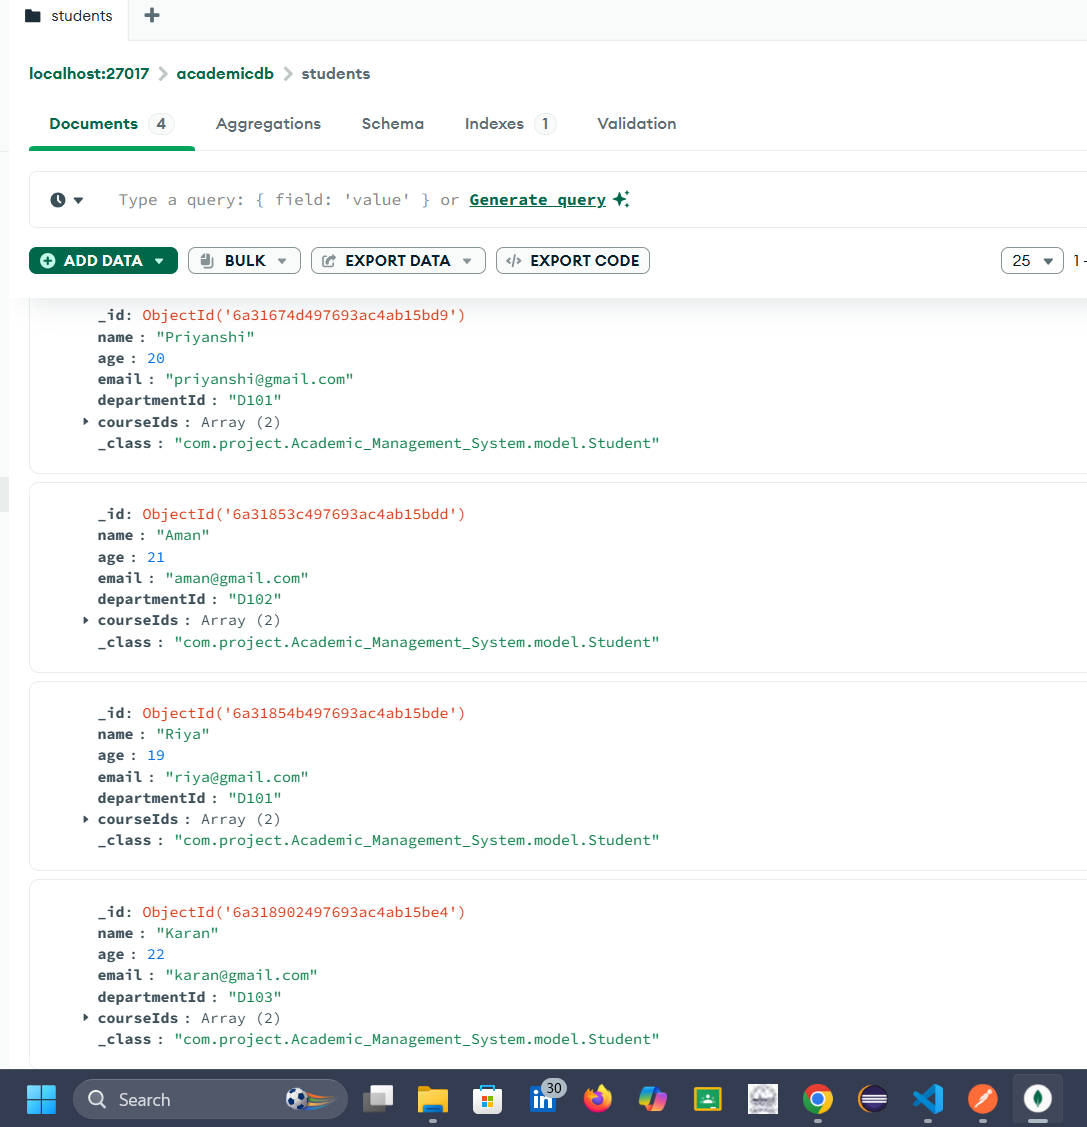 students
localhost:27017 > academicdb > students
Documents 4 Aggregations Schema Indexes 1 Validation
Type a query: { field: 'value' } or Generate query
ADD DATA BULK EXPORT DATA EXPORT CODE 25 1 -
_id: ObjectId('6a31674d497693ac4ab15bd9')
name : "Priyanshi"
age : 20
email : "priyanshi@gmail.com"
departmentId : "D101"
courseIds : Array (2)
_class : "com.project.Academic_Management_System.model.Student"
_id: ObjectId('6a31853c497693ac4ab15bdd')
name : "Aman"
age : 21
email : "aman@gmail.com"
departmentId : "D102"
courseIds : Array (2)
_class : "com.project.Academic_Management_System.model.Student"
_id: ObjectId('6a31854b497693ac4ab15bde')
name : "Riya"
age : 19
email : "riya@gmail.com"
departmentId : "D101"
courseIds : Array (2)
_class : "com.project.Academic_Management_System.model.Student"
_id: ObjectId('6a318902497693ac4ab15be4')
name : "Karan"
age : 22
email : "karan@gmail.com"
departmentId : "D103"
courseIds : Array (2)
_class : "com.project.Academic_Management_System.model.Student"
Search in 30